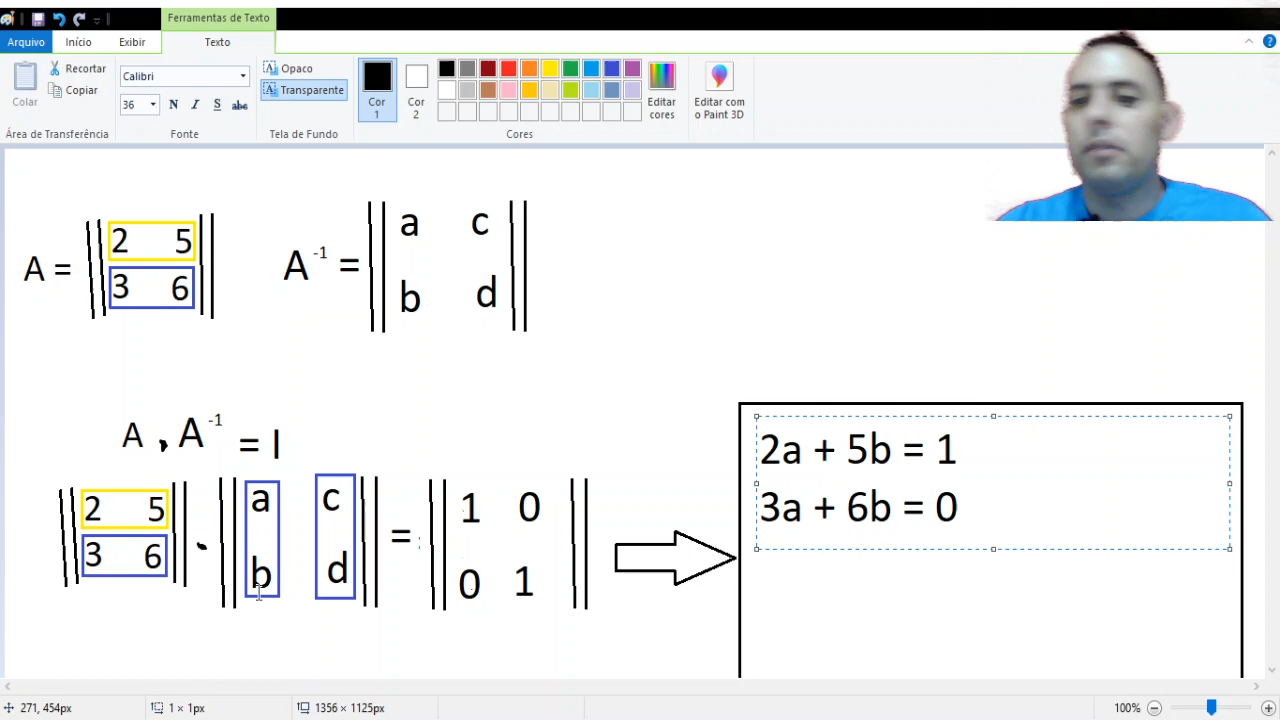 Ferramentas de Texto
Arquivo Início Exibir Texto
Colar Recortar Copiar
Área de Transferência
Calibri
36 N I S abc
Fonte
Opaco
Transparente
Tela de Fundo
Cor 1 Cor 2
Editar cores
Cores
Editar com o Paint 3D
A = 2 5
3 6
A -1 = a c
b d
A . A -1 = I
2 5 . a c = 1 0
3 6 b d 0 1
2a + 5b = 1
3a + 6b = 0
271, 454px 1 × 1px 1356 × 1125px 100%